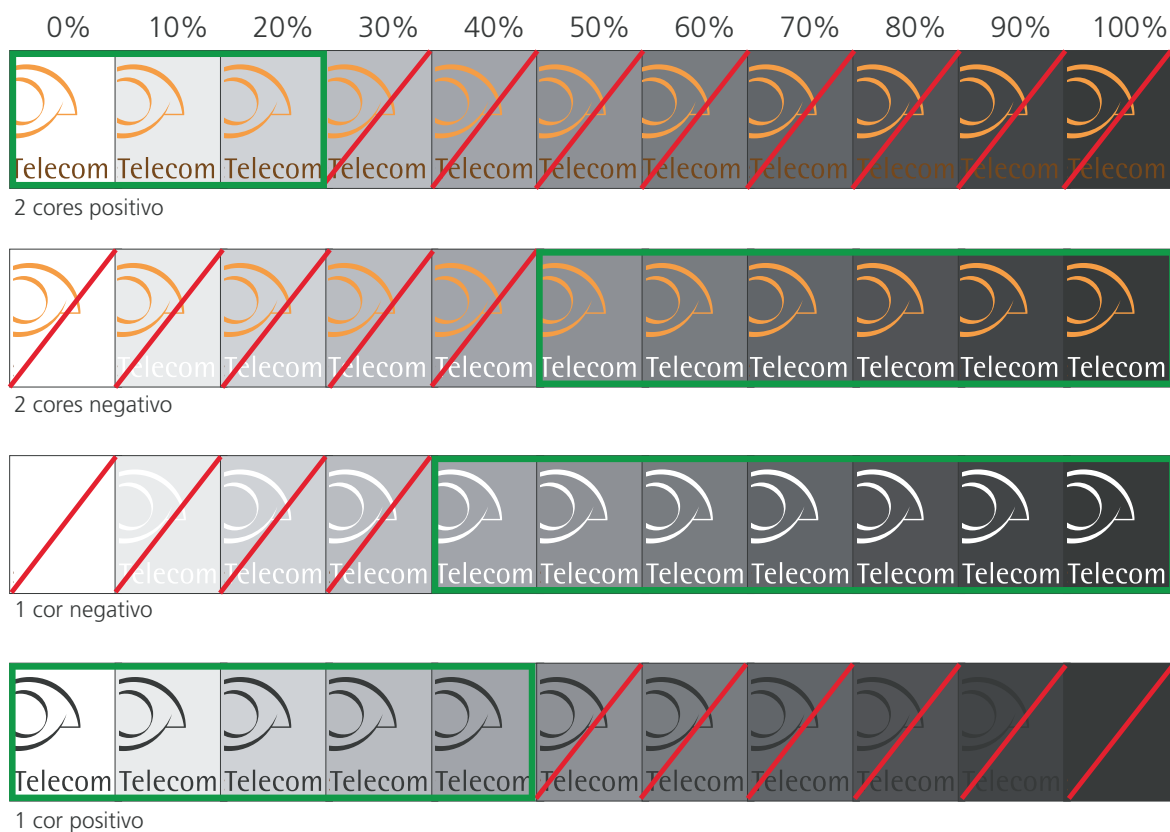 0% 10% 20% 30% 40% 50% 60% 70% 80% 90% 100%
Telecom Telecom Telecom Telecom Telecom Telecom Telecom Telecom Telecom Telecom Telecom
2 cores positivo
Telecom Telecom Telecom Telecom Telecom Telecom Telecom Telecom Telecom Telecom
2 cores negativo
Telecom Telecom Telecom Telecom Telecom Telecom Telecom Telecom Telecom Telecom
1 cor negativo
Telecom Telecom Telecom Telecom Telecom Telecom Telecom Telecom Telecom Telecom
1 cor positivo